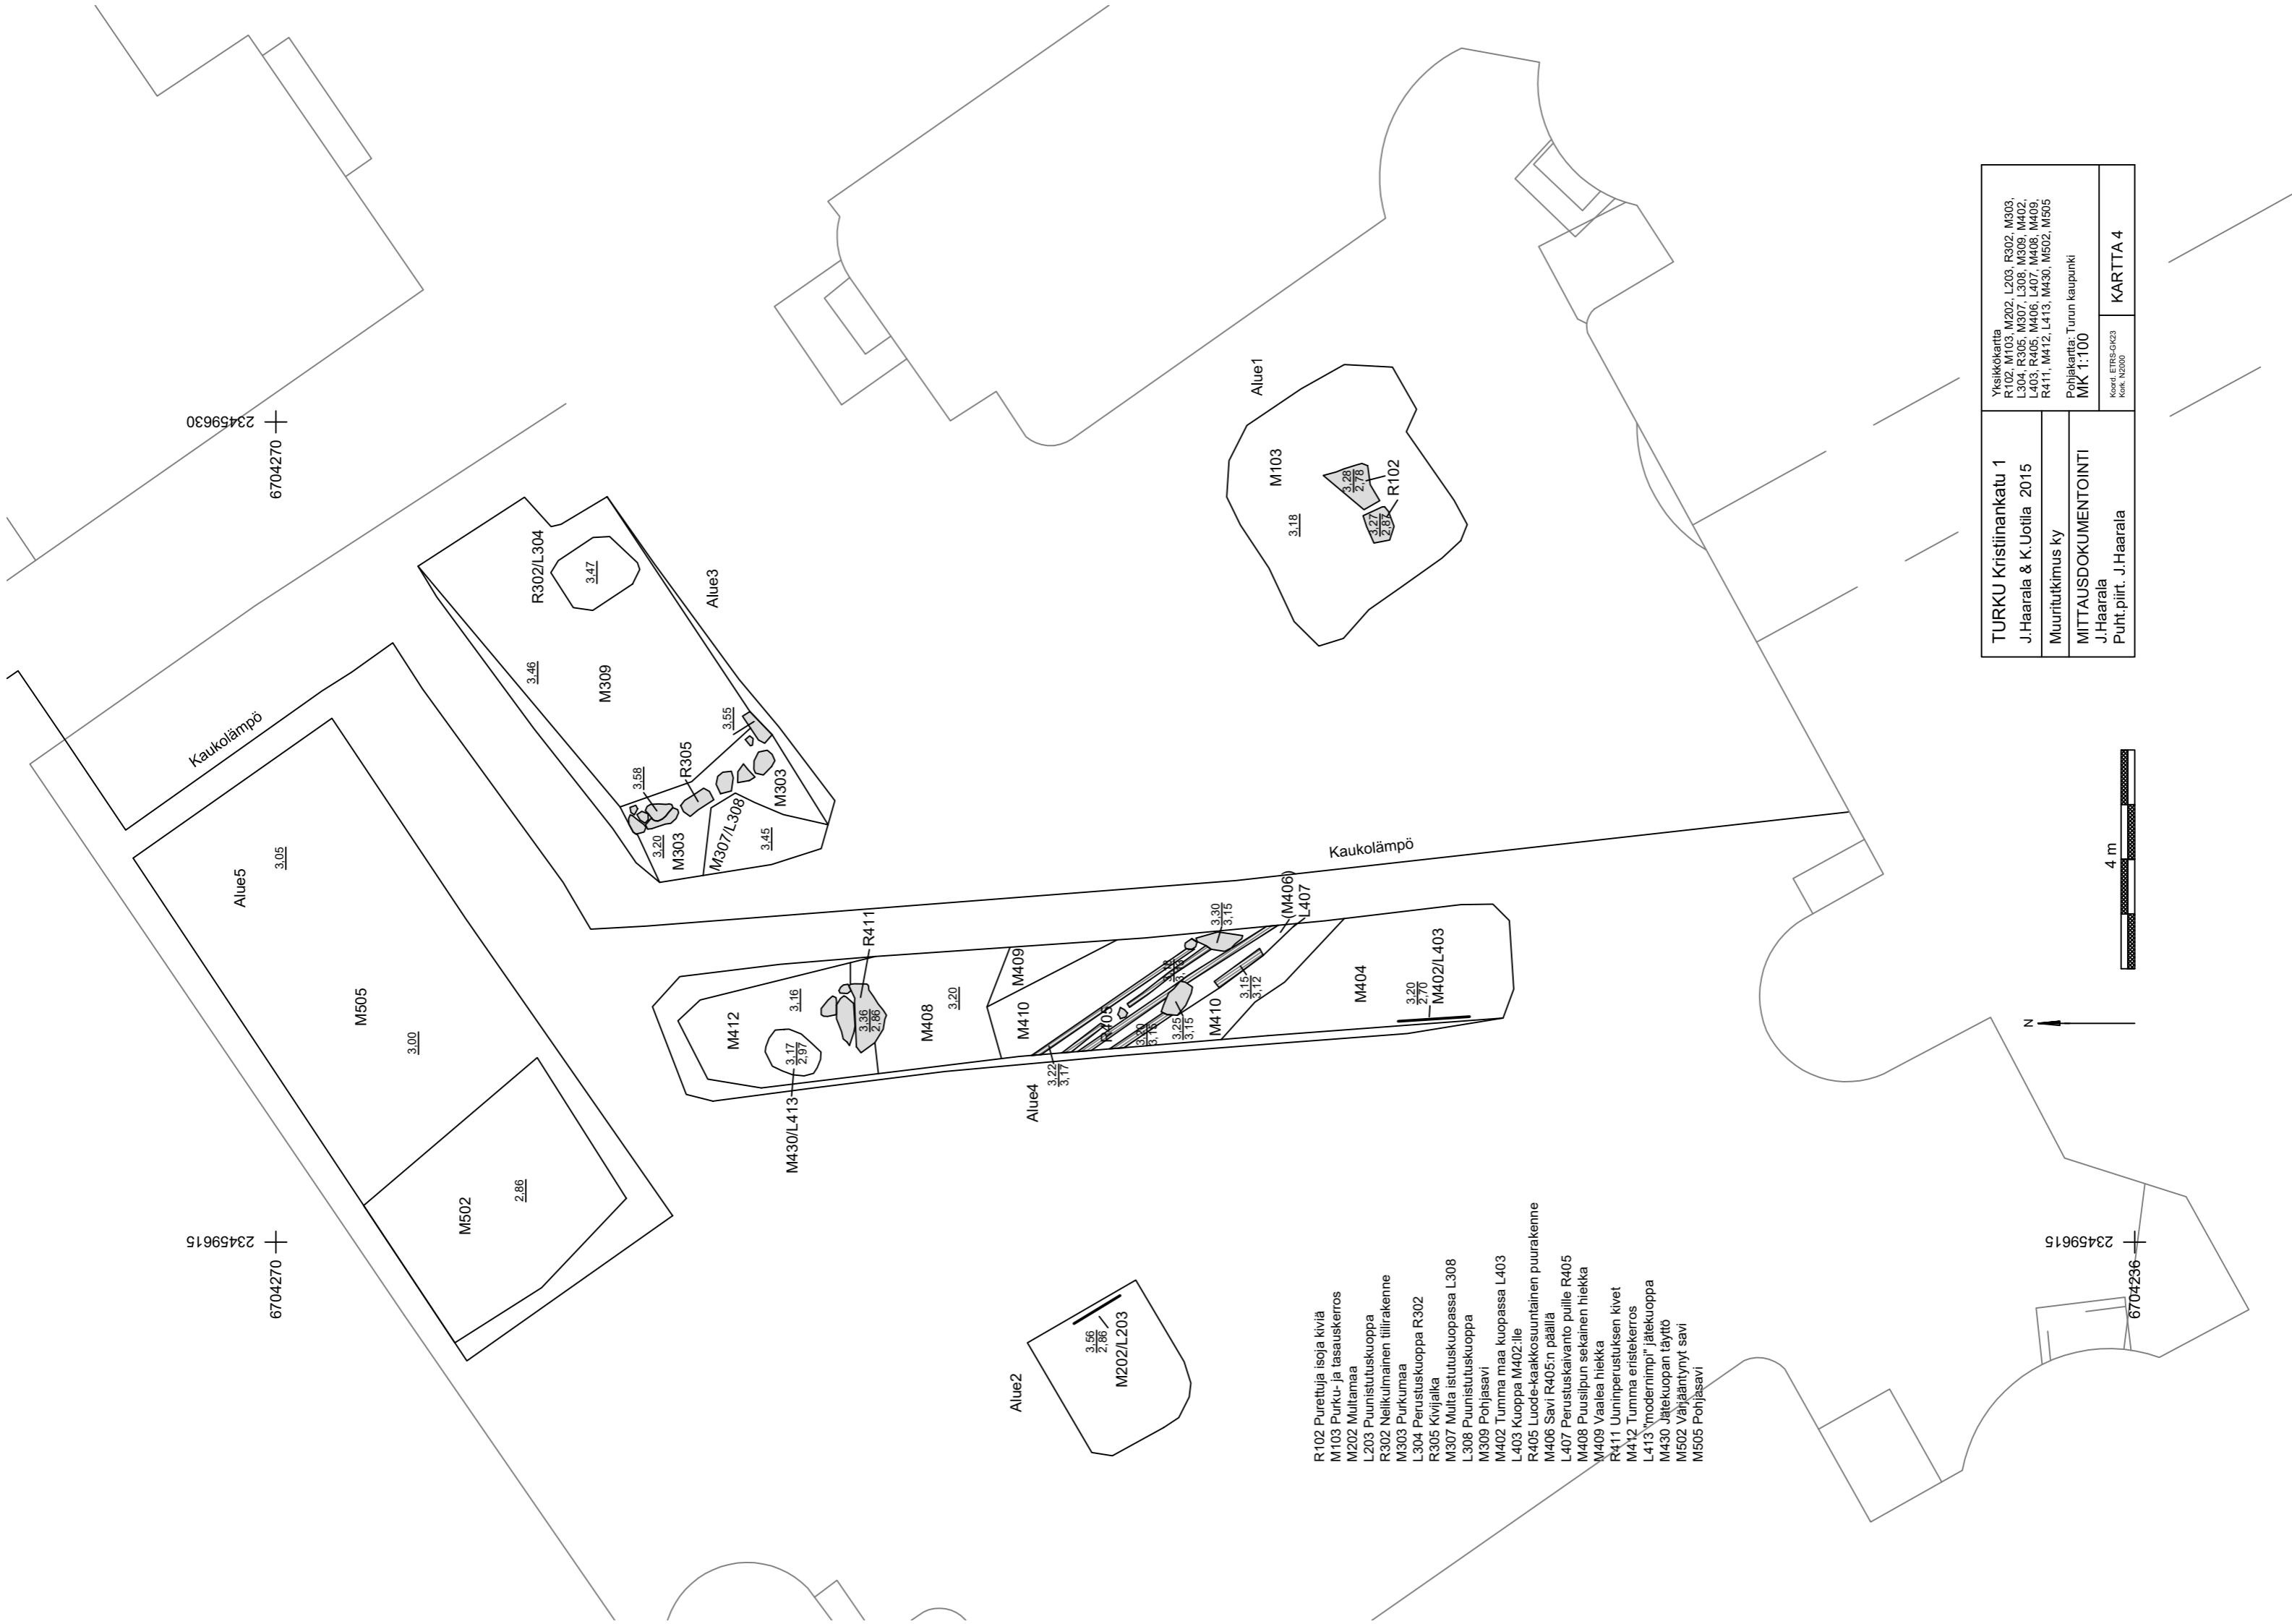 23459630
6704270
Kaukolämpö
Alue5
3,05
M505
3,00
M502
2,86
23459615
6704270
R302/L304
3,47
Alue3
3,46
M309
3,55
R305
3,58
M303
3,20
M303
M307/L308
3,45
Alue1
M103
3,18
3,28
2,78
3,27
2,87
R102
Kaukolämpö
R411
M412
3,16
3,36
2,86
3,17
2,97
M430/L413
M408
3,20
M409
M410
Alue4
3,22
3,17
R405
3,30
3,15
(M406)
L407
3,25
3,15
M410
3,15
3,12
M404
3,20
2,70
M402/L403
Alue2
3,56
2,86
M202/L203
R102 Purettuja isoja kiviä
M103 Purku- ja tasauskerros
M202 Multamaa
L203 Puunistutuskuoppa
R302 Nelikulmainen tiilirakenne
M303 Purkumaa
L304 Perustuskuoppa R302
R305 Kivijalka
M307 Multa istutuskuopassa L308
L308 Puunistutuskuoppa
M309 Pohjasavi
M402 Tumma maa kuopassa L403
L403 Kuoppa M402:lle
R405 Luode-kaakkosuuntainen puurakenne
M406 Savi R405:n päällä
L407 Perustuskaivanto puille R405
M408 Puusilpun sekainen hiekka
M409 Vaalea hiekka
R411 Uuninperustuksen kivet
M412 Tumma eristekerros
L413 "modernimpi" jätekuoppa
M430 Jätekuopan täyttö
M502 Värjääntynyt savi
M505 Pohjasavi
N
4 m
23459615
6704236
TURKU Kristiinankatu 1
J.Haarala & K.Uotila 2015
Muuritutkimus ky
MITTAUSDOKUMENTOINTI
J.Haarala
Puht.piirt. J.Haarala
Yksikkökartta
R102, M103, M202, L203, R302, M303,
L304, R305, M307, L308, M309, M402,
L403, R405, M406, L407, M408, M409,
R411, M412, L413, M430, M502, M505
Pohjakartta: Turun kaupunki
MK 1:100
Koord. ETRS-GK23
Kork. N2000
KARTTA 4